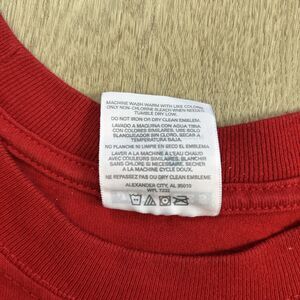 MACHINE WASH WARM WITH LIKE COLORS.
ONLY NON-CHLORINE BLEACH WHEN NEEDED.
TUMBLE DRY LOW.
DO NOT IRON OR DRY CLEAN EMBLEM.
LAVADO A MAQUINA CON AGUA TIBIA
CON COLORES SIMILARES. USE SOLO
BLANQUEADOR SIN CLORO. SECAR A
TEMPERATURA BAJA.
NO PLANCHE NI LIMPIE EN SECO EL EMBLEMA
LAVER A LA MACHINE A L'EAU CHAUD
AVEC COULEURS SIMILAIRES. BLANCHIR
SANS CHLORE SI NECESSAIRE. SECHER
A LA MACHINE CYCLE DOUX.
NE REPASSEZ PAS OU DRY CLEAN EMBLEME
ALEXANDER CITY, AL 35010
WPL 7232